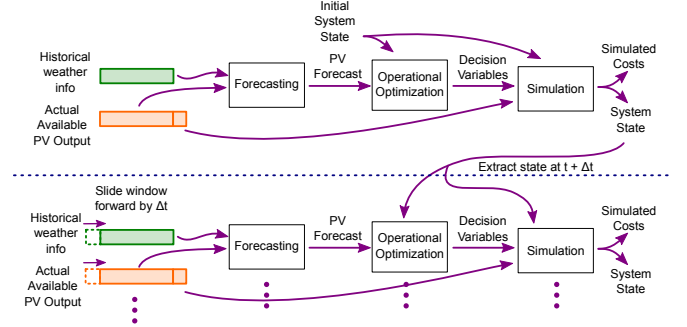 Initial
System
State
Historical
weather
info
Actual
Available
PV Output
Forecasting
PV
Forecast
Operational
Optimization
Decision
Variables
Simulation
Simulated
Costs
System
State
Extract state at t + Δt
Slide window
forward by Δt
Historical
weather
info
Actual
Available
PV Output
Forecasting
PV
Forecast
Operational
Optimization
Decision
Variables
Simulation
Simulated
Costs
System
State